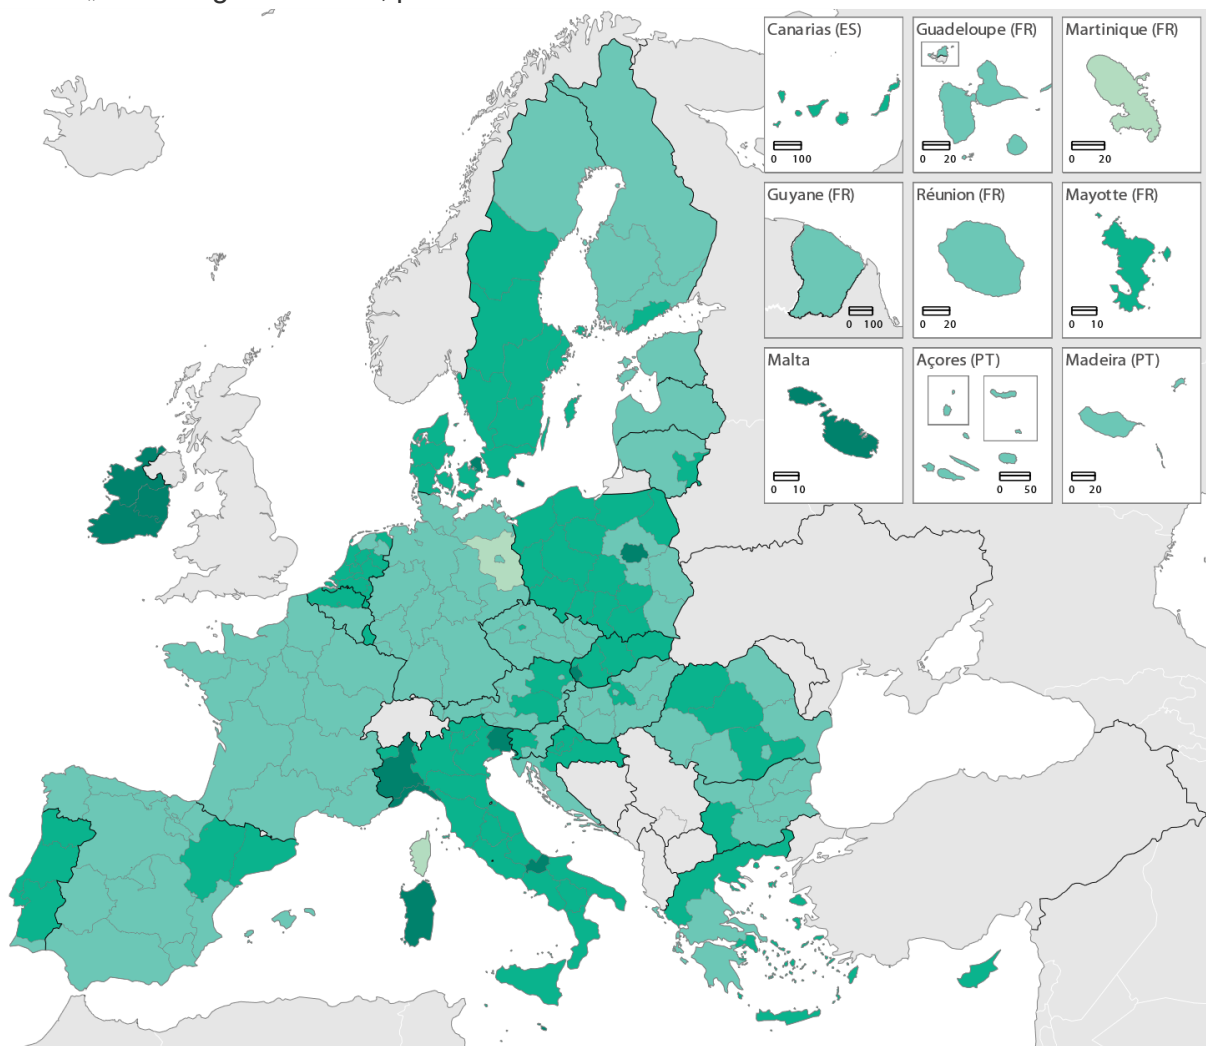 Canarias (ES)
0 100
Guadeloupe (FR)
0 20
Martinique (FR)
0 20
Guyane (FR)
0 100
Réunion (FR)
0 20
Mayotte (FR)
0 10
Malta
0 10
Açores (PT)
0 50
Madeira (PT)
0 20